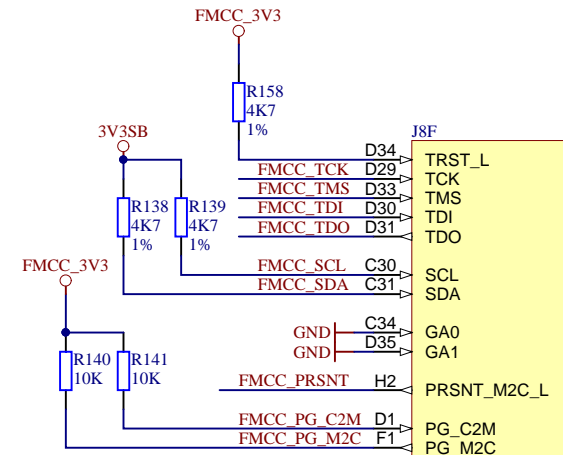 FMCC_3V3
R158
4K7
1%
J8F
3V3SB
D34 TRST_L
FMCC_TCK D29 TCK
FMCC_TMS D33 TMS
FMCC_TDI D30 TDI
FMCC_TDO D31 TDO
R138 R139
4K7 4K7
1% 1%
FMCC_SCL C30 SCL
FMCC_SDA C31 SDA
FMCC_3V3
GND C34 GA0
GND D35 GA1
R140 R141
10K 10K
FMCC_PRSNT H2 PRSNT_M2C_L
FMCC_PG_C2M D1 PG_C2M
FMCC_PG_M2C F1 PG_M2C